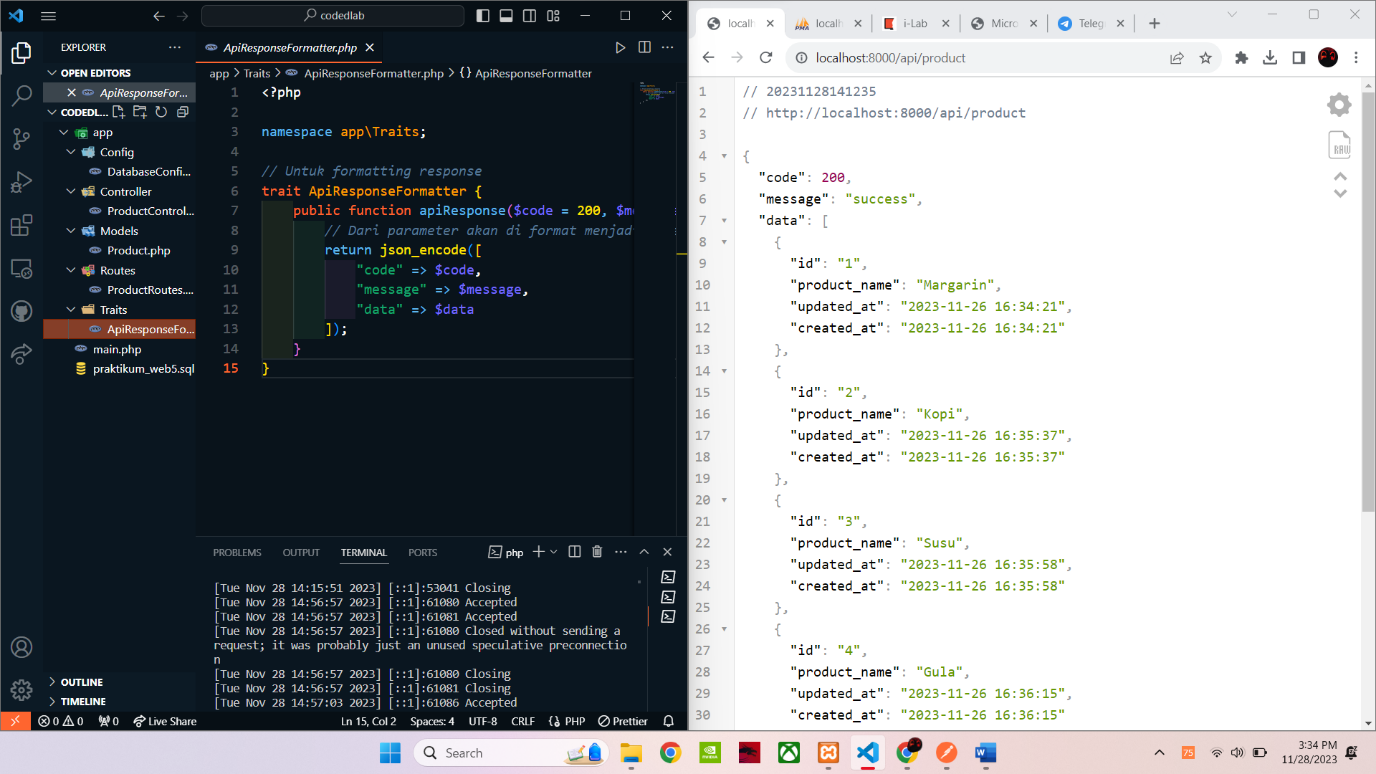 codedlab
EXPLORER
OPEN EDITORS
ApiResponseFor...
CODEDL...
app
Config
DatabaseConfi...
Controller
ProductControl...
Models
Product.php
Routes
ProductRoutes....
Traits
ApiResponseFo...
main.php
praktikum_web5.sql
OUTLINE
TIMELINE
ApiResponseFormatter.php
app > Traits > ApiResponseFormatter.php > {} ApiResponseFormatter
1 <?php
2
3 namespace app\Traits;
4
5 // Untuk formatting response
6 trait ApiResponseFormatter {
7 public function apiResponse($code = 200, $m
8 // Dari parameter akan di format menjad
9 return json_encode([
10 "code" => $code,
11 "message" => $message,
12 "data" => $data
13 ]);
14 }
15 }
PROBLEMS OUTPUT TERMINAL PORTS php
[Tue Nov 28 14:15:51 2023] [::1]:53041 Closing
[Tue Nov 28 14:56:57 2023] [::1]:61080 Accepted
[Tue Nov 28 14:56:57 2023] [::1]:61081 Accepted
[Tue Nov 28 14:56:57 2023] [::1]:61080 Closed without sending a
request; it was probably just an unused speculative preconnectio
n
[Tue Nov 28 14:56:57 2023] [::1]:61080 Closing
[Tue Nov 28 14:56:57 2023] [::1]:61081 Closing
[Tue Nov 28 14:57:03 2023] [::1]:61086 Accepted
0 0 0 Live Share Ln 15, Col 2 Spaces: 4 UTF-8 CRLF PHP Prettier
localh localh i-Lab Micro Teleg
localhost:8000/api/product
1 // 20231128141235
2 // http://localhost:8000/api/product
3
4 {
5 "code": 200,
6 "message": "success",
7 "data": [
8 {
9 "id": "1",
10 "product_name": "Margarin",
11 "updated_at": "2023-11-26 16:34:21",
12 "created_at": "2023-11-26 16:34:21"
13 },
14 {
15 "id": "2",
16 "product_name": "Kopi",
17 "updated_at": "2023-11-26 16:35:37",
18 "created_at": "2023-11-26 16:35:37"
19 },
20 {
21 "id": "3",
22 "product_name": "Susu",
23 "updated_at": "2023-11-26 16:35:58",
24 "created_at": "2023-11-26 16:35:58"
25 },
26 {
27 "id": "4",
28 "product_name": "Gula",
29 "updated_at": "2023-11-26 16:36:15",
30 "created_at": "2023-11-26 16:36:15"
RAW
Search
75
3:34 PM
11/28/2023